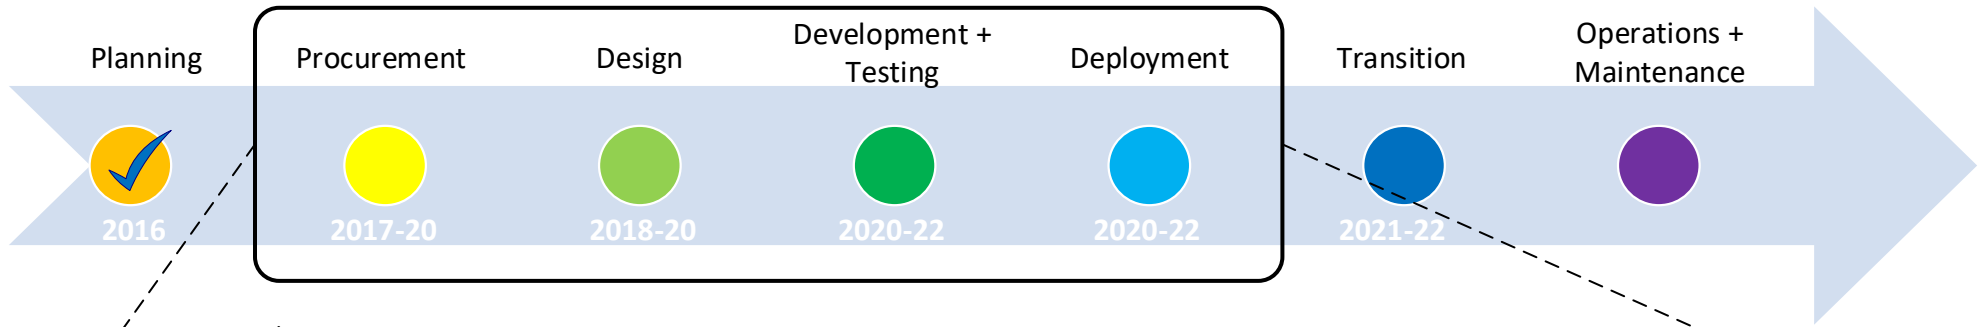 Planning
Procurement
Design
Development +
Testing
Deployment
Transition
Operations +
Maintenance
2016
2017-20
2018-20
2020-22
2020-22
2021-22